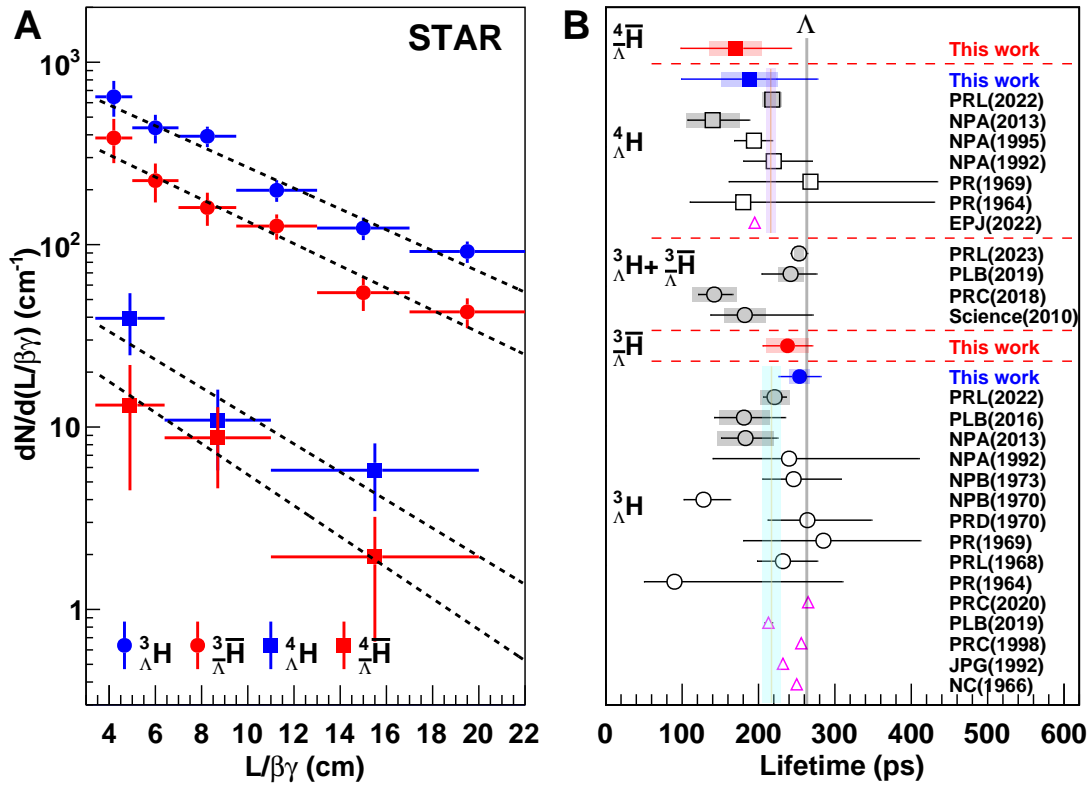 A
STAR
dN/d(L/βγ) (cm⁻¹)
10³
10²
10
1
³ΛH
³Λ̅H̅
⁴ΛH
⁴Λ̅H̅
4 6 8 10 12 14 16 18 20 22
L/βγ (cm)
B
Λ
⁴Λ̅H̅
This work
⁴ΛH
This work
PRL(2022)
NPA(2013)
NPA(1995)
NPA(1992)
PR(1969)
PR(1964)
EPJ(2022)
³ΛH+ ³Λ̅H̅
PRL(2023)
PLB(2019)
PRC(2018)
Science(2010)
³Λ̅H̅
This work
³ΛH
This work
PRL(2022)
PLB(2016)
NPA(2013)
NPA(1992)
NPB(1973)
NPB(1970)
PRD(1970)
PR(1969)
PRL(1968)
PR(1964)
PRC(2020)
PLB(2019)
PRC(1998)
JPG(1992)
NC(1966)
0 100 200 300 400 500 600
Lifetime (ps)